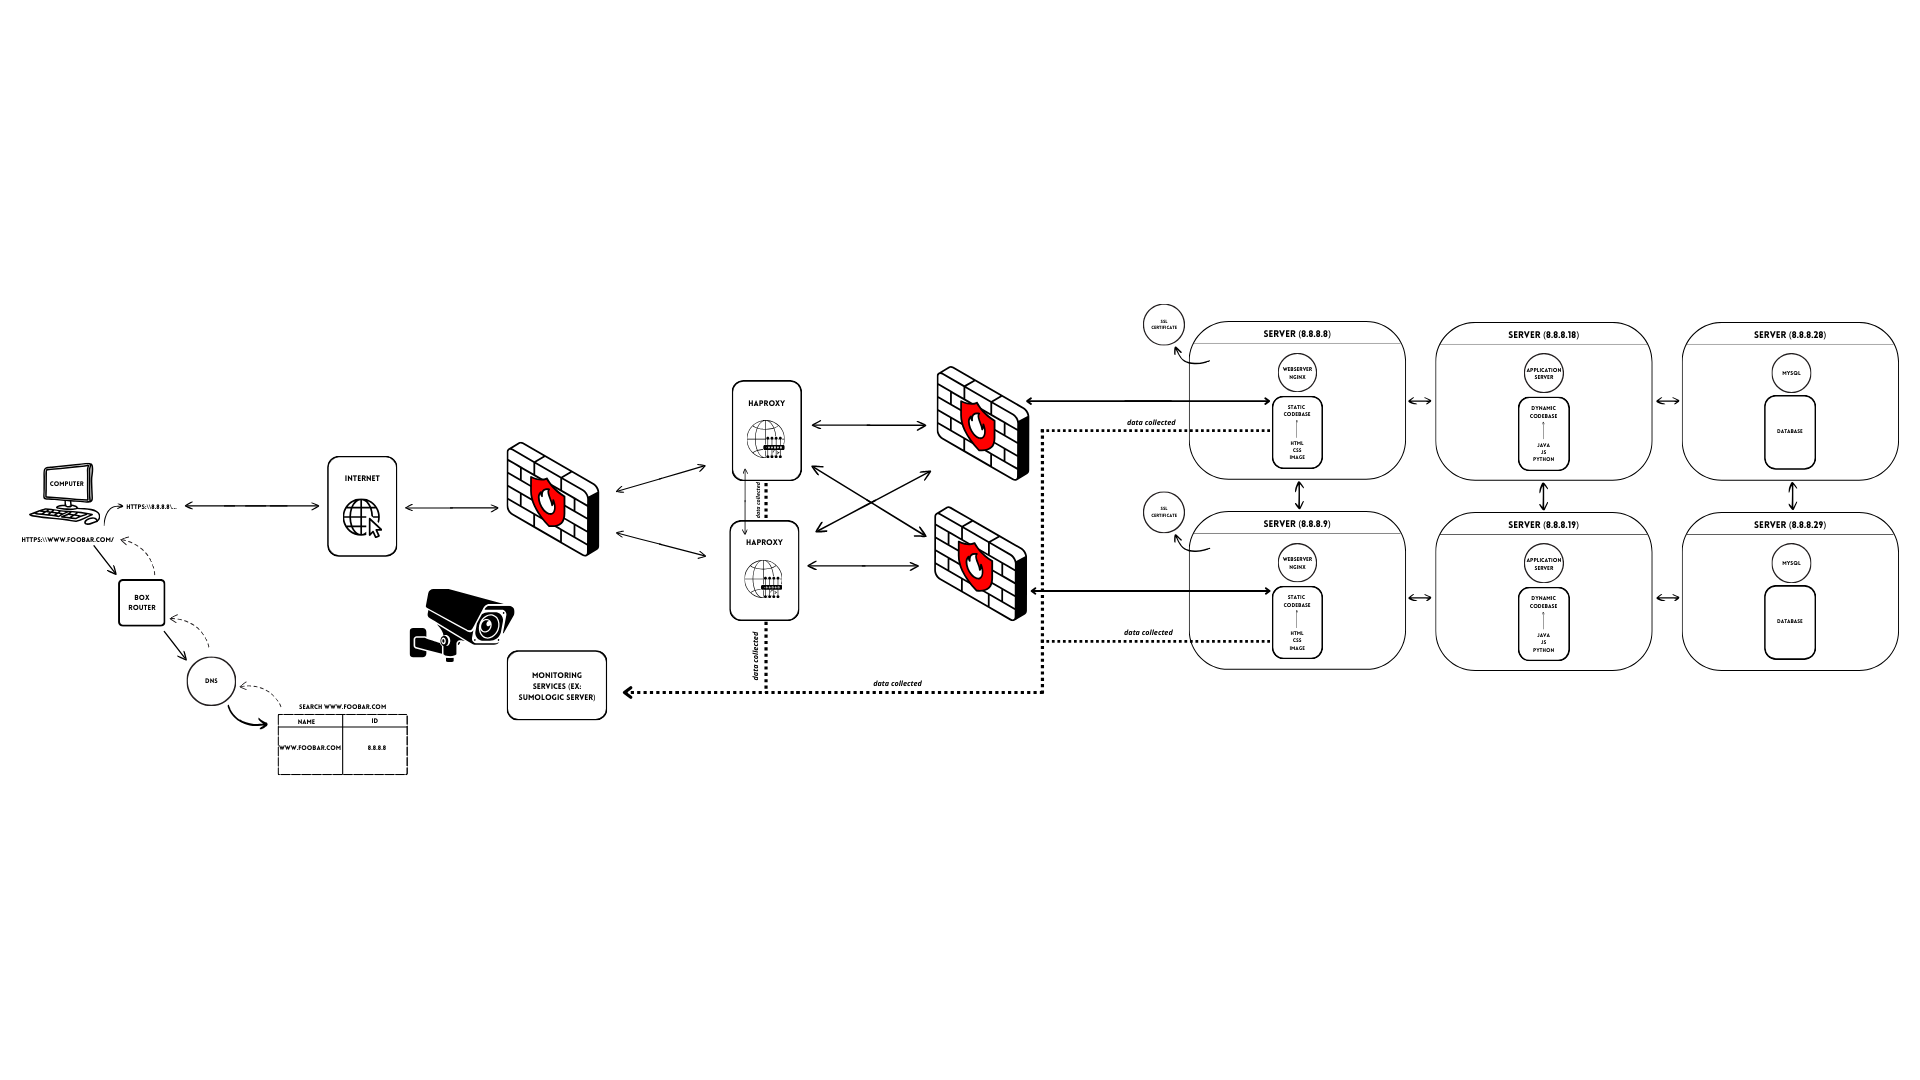 COMPUTER
HTTPS:\\8.8.8.8\...
HTTPS:\\WWW.FOOBAR.COM/
BOX
ROUTER
DNS
SEARCH WWW.FOOBAR.COM
NAME
ID
WWW.FOOBAR.COM
8.8.8.8
INTERNET
MONITORING
SERVICES (EX:
SUMOLOGIC SERVER)
HAPROXY
data collected
HAPROXY
data collected
data collected
data collected
data collected
SSL
CERTIFICATE
SERVER (8.8.8.8)
WEBSERVER
NGINX
STATIC
CODEBASE
HTML
CSS
IMAGE
SERVER (8.8.8.18)
APPLICATION
SERVER
DYNAMIC
CODEBASE
JAVA
JS
PYTHON
SERVER (8.8.8.28)
MYSQL
DATABASE
SSL
CERTIFICATE
SERVER (8.8.8.9)
WEBSERVER
NGINX
STATIC
CODEBASE
HTML
CSS
IMAGE
SERVER (8.8.8.19)
APPLICATION
SERVER
DYNAMIC
CODEBASE
JAVA
JS
PYTHON
SERVER (8.8.8.29)
MYSQL
DATABASE